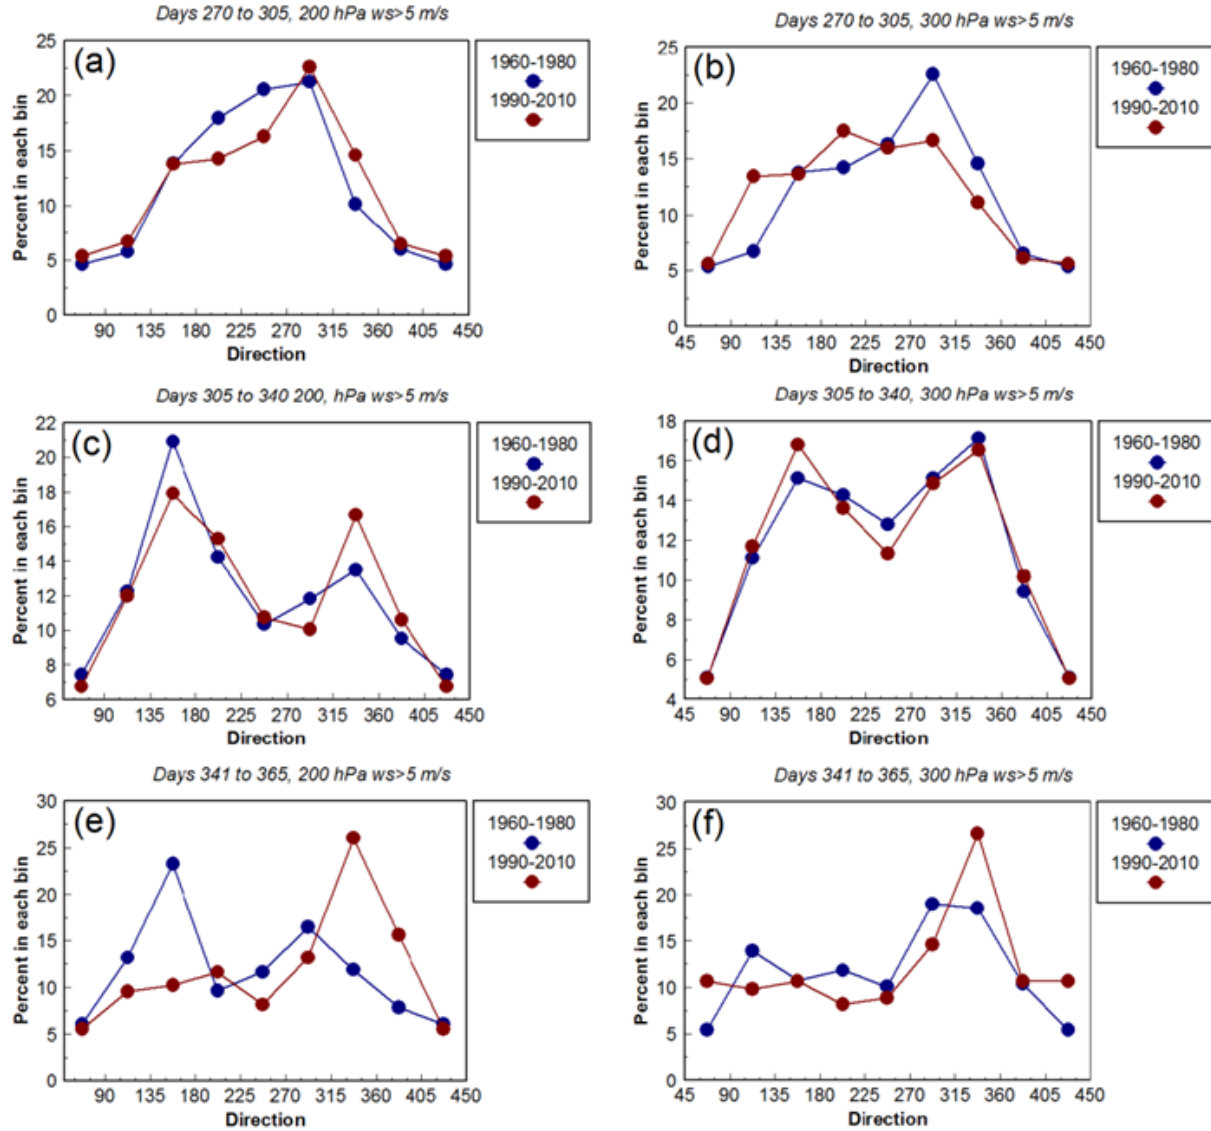 Days 270 to 305, 200 hPa ws>5 m/s
(a)
25
20
15
10
5
0
Percent in each bin
90 135 180 225 270 315 360 405 450
Direction
1960-1980
1990-2010
Days 270 to 305, 300 hPa ws>5 m/s
(b)
25
20
15
10
5
0
Percent in each bin
45 90 135 180 225 270 315 360 405 450
Direction
1960-1980
1990-2010
Days 305 to 340 200, hPa ws>5 m/s
(c)
22
20
18
16
14
12
10
8
6
Percent in each bin
90 135 180 225 270 315 360 405 450
Direction
1960-1980
1990-2010
Days 305 to 340, 300 hPa ws>5 m/s
(d)
18
16
14
12
10
8
6
4
Percent in each bin
45 90 135 180 225 270 315 360 405 450
Direction
1960-1980
1990-2010
Days 341 to 365, 200 hPa ws>5 m/s
(e)
30
25
20
15
10
5
0
Percent in each bin
90 135 180 225 270 315 360 405 450
Direction
1960-1980
1990-2010
Days 341 to 365, 300 hPa ws>5 m/s
(f)
30
25
20
15
10
5
0
Percent in each bin
45 90 135 180 225 270 315 360 405 450
Direction
1960-1980
1990-2010